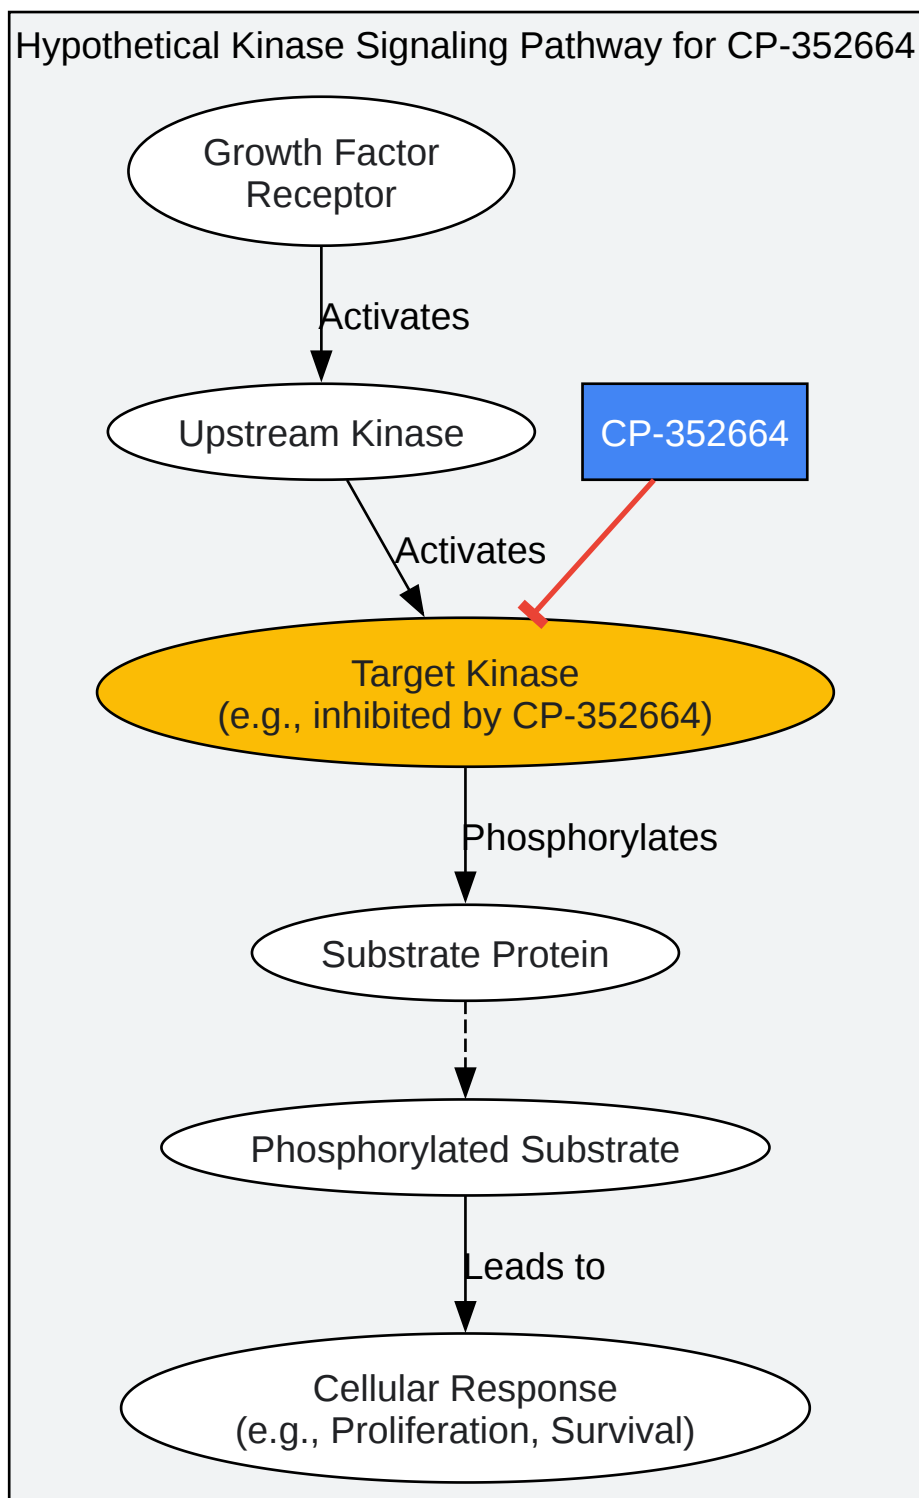 Hypothetical Kinase Signaling Pathway for CP-352664
Growth Factor
Receptor
Activates
Upstream Kinase
CP-352664
Activates
Target Kinase
(e.g., inhibited by CP-352664)
Phosphorylates
Substrate Protein
Phosphorylated Substrate
Leads to
Cellular Response
(e.g., Proliferation, Survival)